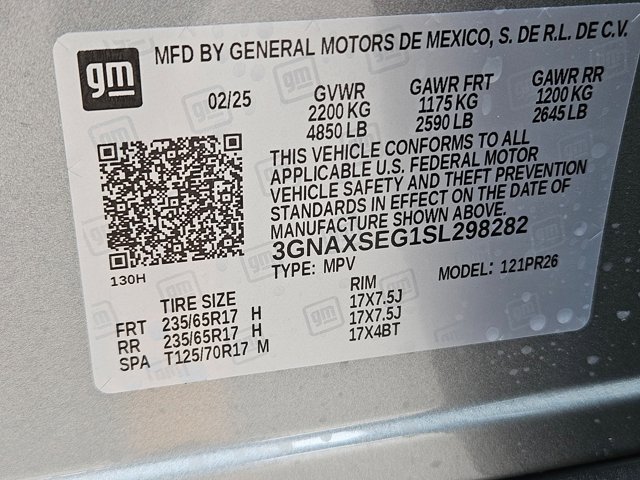 gm MFD BY GENERAL MOTORS DE MEXICO, S. DE R.L. DE C.V.
02/25 GVWR GAWR FRT GAWR RR
2200 KG 1175 KG 1200 KG
4850 LB 2590 LB 2645 LB
THIS VEHICLE CONFORMS TO ALL
APPLICABLE U.S. FEDERAL MOTOR
VEHICLE SAFETY AND THEFT PREVENTION
STANDARDS IN EFFECT ON THE DATE OF
MANUFACTURE SHOWN ABOVE.
3GNAXSEG1SL298282
130H TYPE: MPV MODEL: 121PR26
TIRE SIZE RIM
FRT 235/65R17 H 17X7.5J
RR 235/65R17 H 17X7.5J
SPA T125/70R17 M 17X4BT